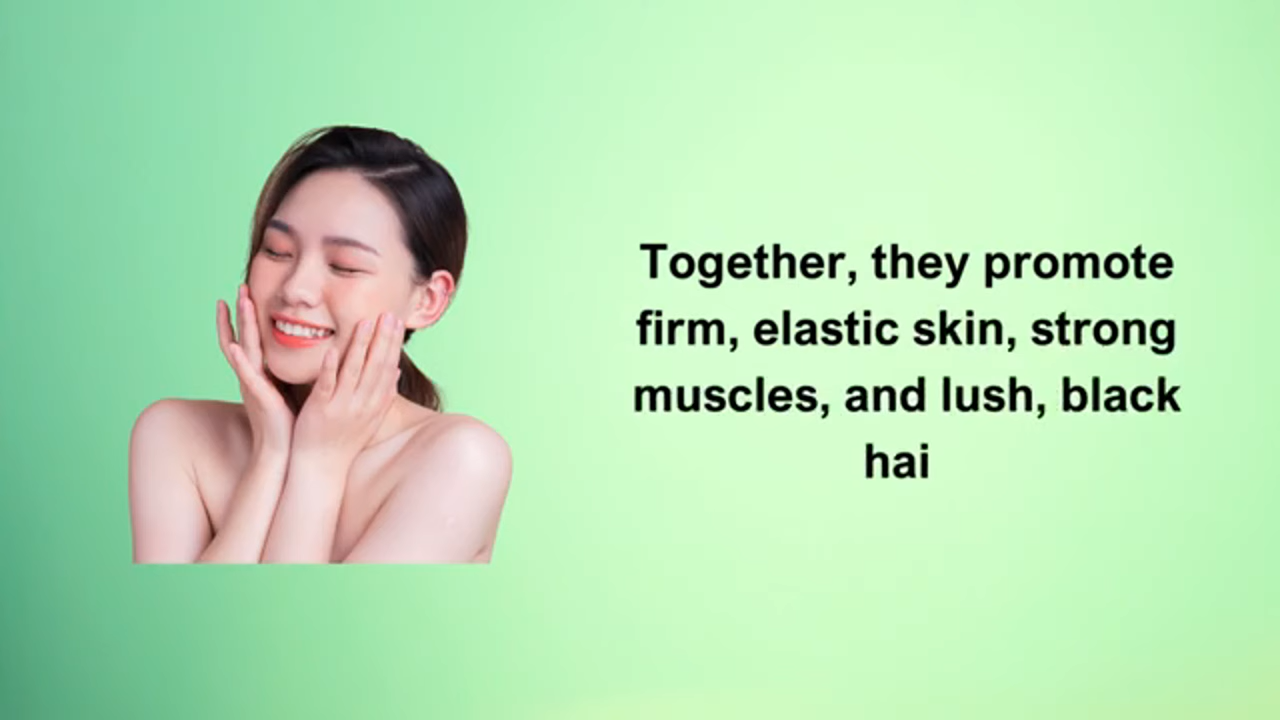 Together, they promote
firm, elastic skin, strong
muscles, and lush, black
hai